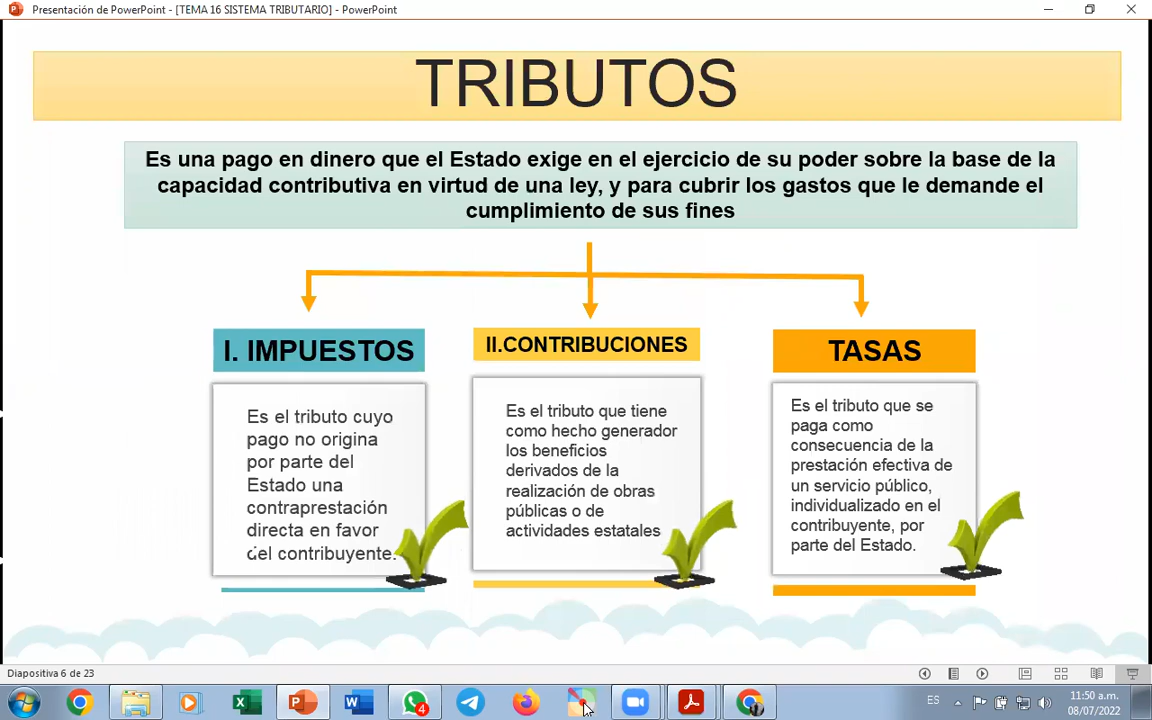 Presentación de PowerPoint - [TEMA 16 SISTEMA TRIBUTARIO] - PowerPoint
TRIBUTOS
Es una pago en dinero que el Estado exige en el ejercicio de su poder sobre la base de la
capacidad contributiva en virtud de una ley, y para cubrir los gastos que le demande el
cumplimiento de sus fines
I. IMPUESTOS
Es el tributo cuyo
pago no origina
por parte del
Estado una
contraprestación
directa en favor
del contribuyente.
II.CONTRIBUCIONES
Es el tributo que tiene
como hecho generador
los beneficios
derivados de la
realización de obras
públicas o de
actividades estatales
TASAS
Es el tributo que se
paga como
consecuencia de la
prestación efectiva de
un servicio público,
individualizado en el
contribuyente, por
parte del Estado.
Diapositiva 6 de 23
4
ES
11:50 a.m.
08/07/2022